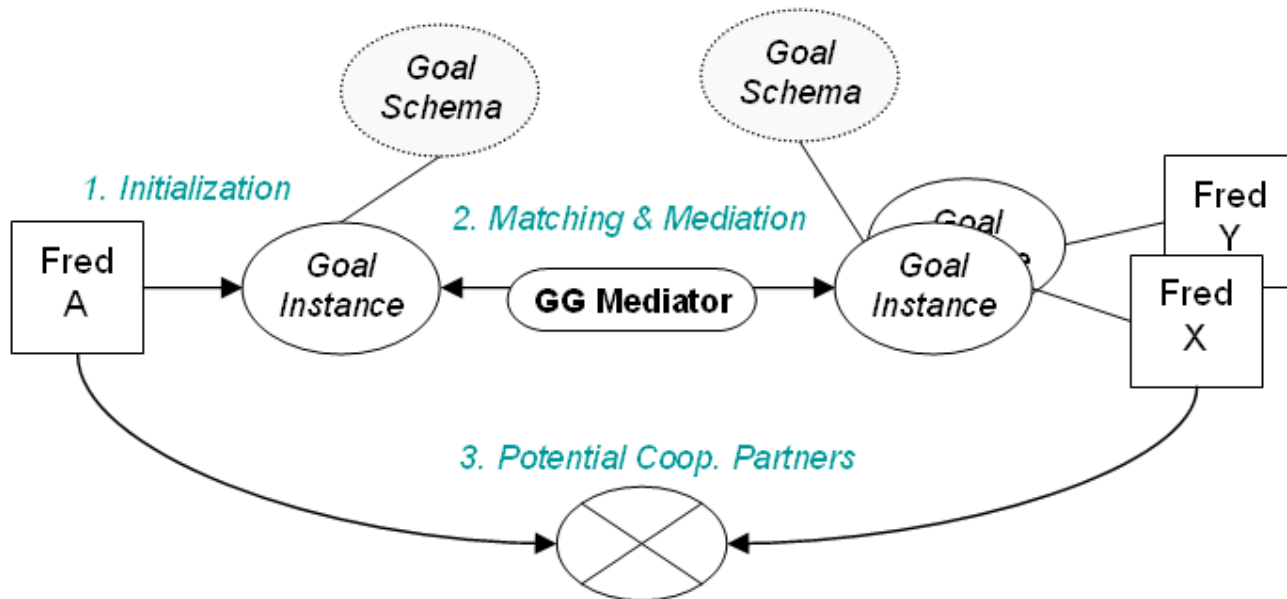 Goal
Schema
Goal
Schema
1. Initialization
2. Matching & Mediation
Fred
A
Goal
Instance
GG Mediator
Goal
Goal
Instance
Fred
Y
Fred
X
3. Potential Coop. Partners